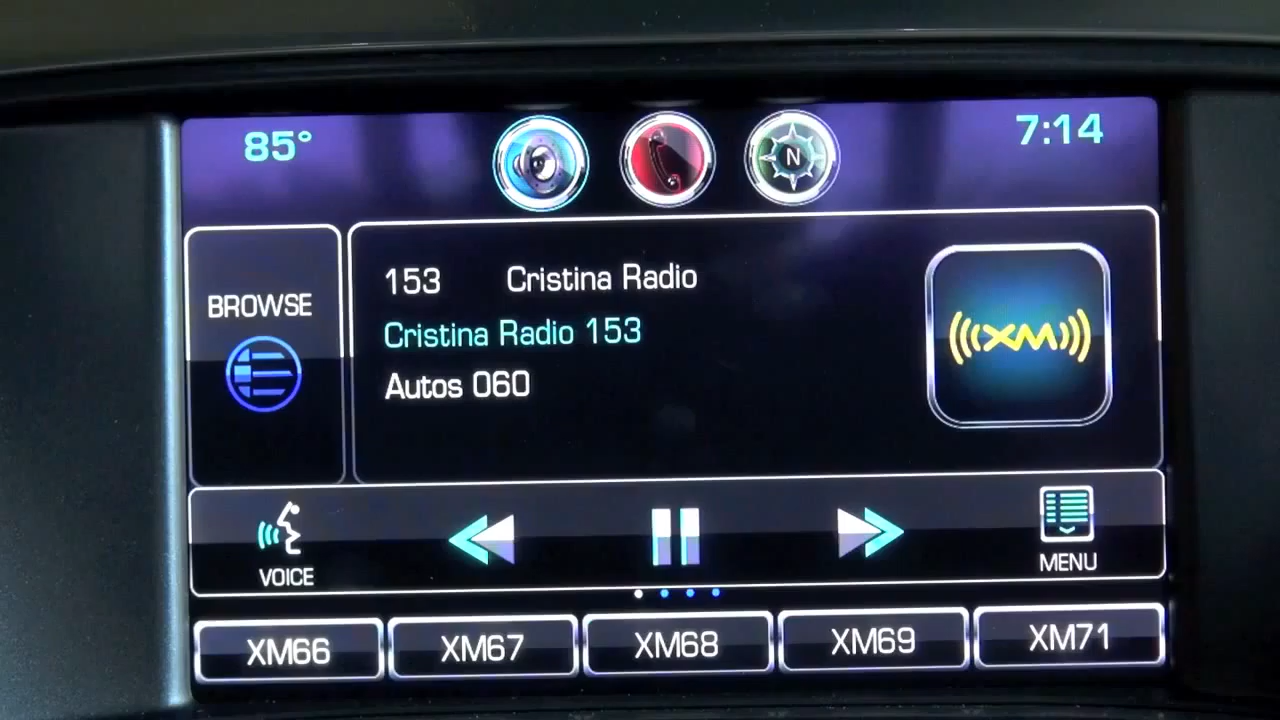 85° 7:14
N
BROWSE
153 Cristina Radio
Cristina Radio 153
Autos 060
((XM))
VOICE
MENU
XM66 XM67 XM68 XM69 XM71